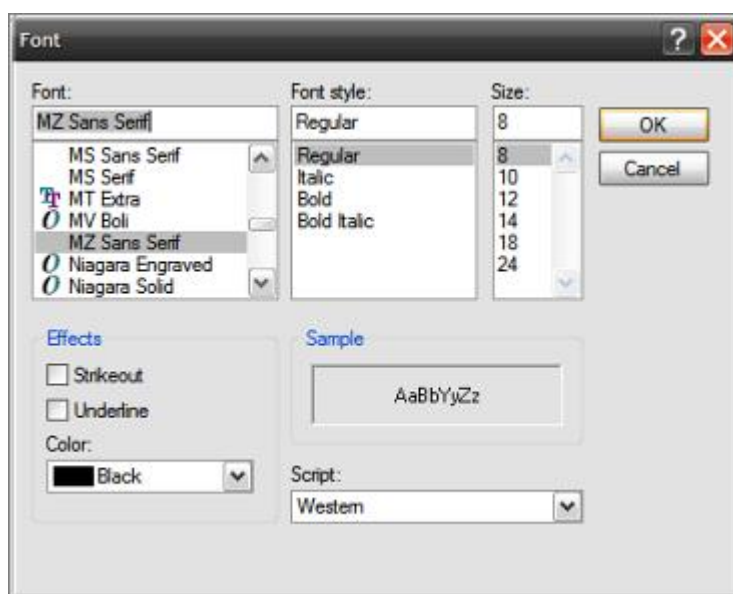 Font
?
Font:
MZ Sans Serif
MS Sans Serif
MS Serif
MT Extra
MV Boli
MZ Sans Serif
Niagara Engraved
Niagara Solid
Font style:
Regular
Regular
Italic
Bold
Bold Italic
Size:
8
8
10
12
14
18
24
OK
Cancel
Effects
Strikeout
Underline
Color:
Black
Sample
AaBbYyZz
Script:
Western